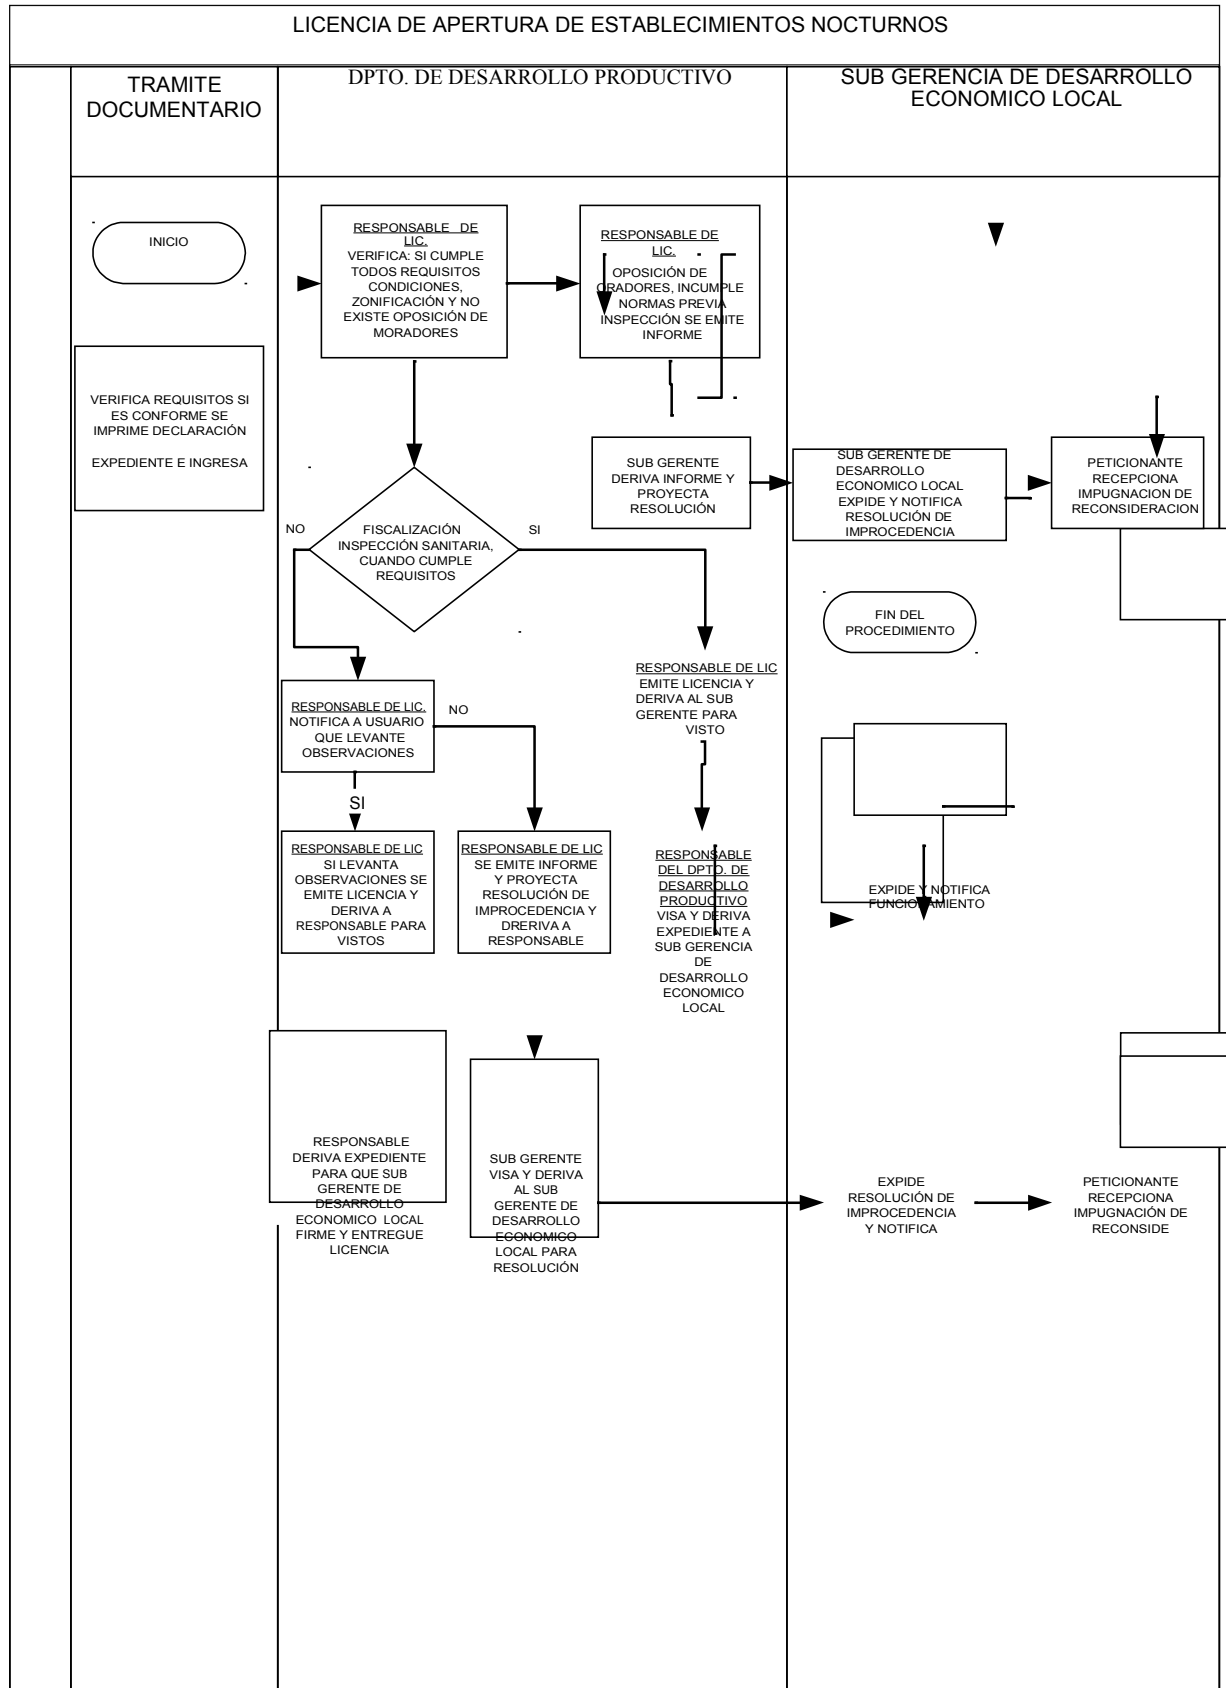 LICENCIA DE APERTURA DE ESTABLECIMIENTOS NOCTURNOS
TRAMITE
DOCUMENTARIO
DPTO. DE DESARROLLO PRODUCTIVO
SUB GERENCIA DE DESARROLLO
ECONOMICO LOCAL
INICIO
VERIFICA REQUISITOS SI
ES CONFORME SE
IMPRIME DECLARACIÓN
EXPEDIENTE E INGRESA
RESPONSABLE DE
LIC.
VERIFICA: SI CUMPLE
TODOS REQUISITOS
CONDICIONES,
ZONIFICACIÓN Y NO
EXISTE OPOSICIÓN DE
MORADORES
RESPONSABLE DE
LIC.
OPOSICIÓN DE
ORADORES, INCUMPLE
NORMAS PREVIA
INSPECCIÓN SE EMITE
INFORME
SUB GERENTE
DERIVA INFORME Y
PROYECTA
RESOLUCIÓN
SUB GERENTE DE
DESARROLLO
ECONOMICO LOCAL
EXPIDE Y NOTIFICA
RESOLUCIÓN DE
IMPROCEDENCIA
PETICIONANTE
RECEPCIONA
IMPUGNACION DE
RECONSIDERACION
NO
FISCALIZACIÓN
INSPECCIÓN SANITARIA,
CUANDO CUMPLE
REQUISITOS
SI
FIN DEL
PROCEDIMIENTO
RESPONSABLE DE LIC
EMITE LICENCIA Y
DERIVA AL SUB
GERENTE PARA
VISTO
RESPONSABLE DE LIC.
NOTIFICA A USUARIO
QUE LEVANTE
OBSERVACIONES
NO
SI
RESPONSABLE DE LIC
SI LEVANTA
OBSERVACIONES SE
EMITE LICENCIA Y
DERIVA A
RESPONSABLE PARA
VISTOS
RESPONSABLE DE LIC
SE EMITE INFORME
Y PROYECTA
RESOLUCIÓN DE
IMPROCEDENCIA Y
DRERIVA A
RESPONSABLE
RESPONSABLE
DEL DPTO. DE
DESARROLLO
PRODUCTIVO
VISA Y DERIVA
EXPEDIENTE A
SUB GERENCIA
DE
DESARROLLO
ECONOMICO
LOCAL
EXPIDE Y NOTIFICA
FUNCIONAMIENTO
RESPONSABLE
DERIVA EXPEDIENTE
PARA QUE SUB
GERENTE DE
DESARROLLO
ECONOMICO LOCAL
FIRME Y ENTREGUE
LICENCIA
SUB GERENTE
VISA Y DERIVA
AL SUB
GERENTE DE
DESARROLLO
ECONOMICO
LOCAL PARA
RESOLUCIÓN
EXPIDE
RESOLUCIÓN DE
IMPROCEDENCIA
Y NOTIFICA
PETICIONANTE
RECEPCIONA
IMPUGNACIÓN DE
RECONSIDE